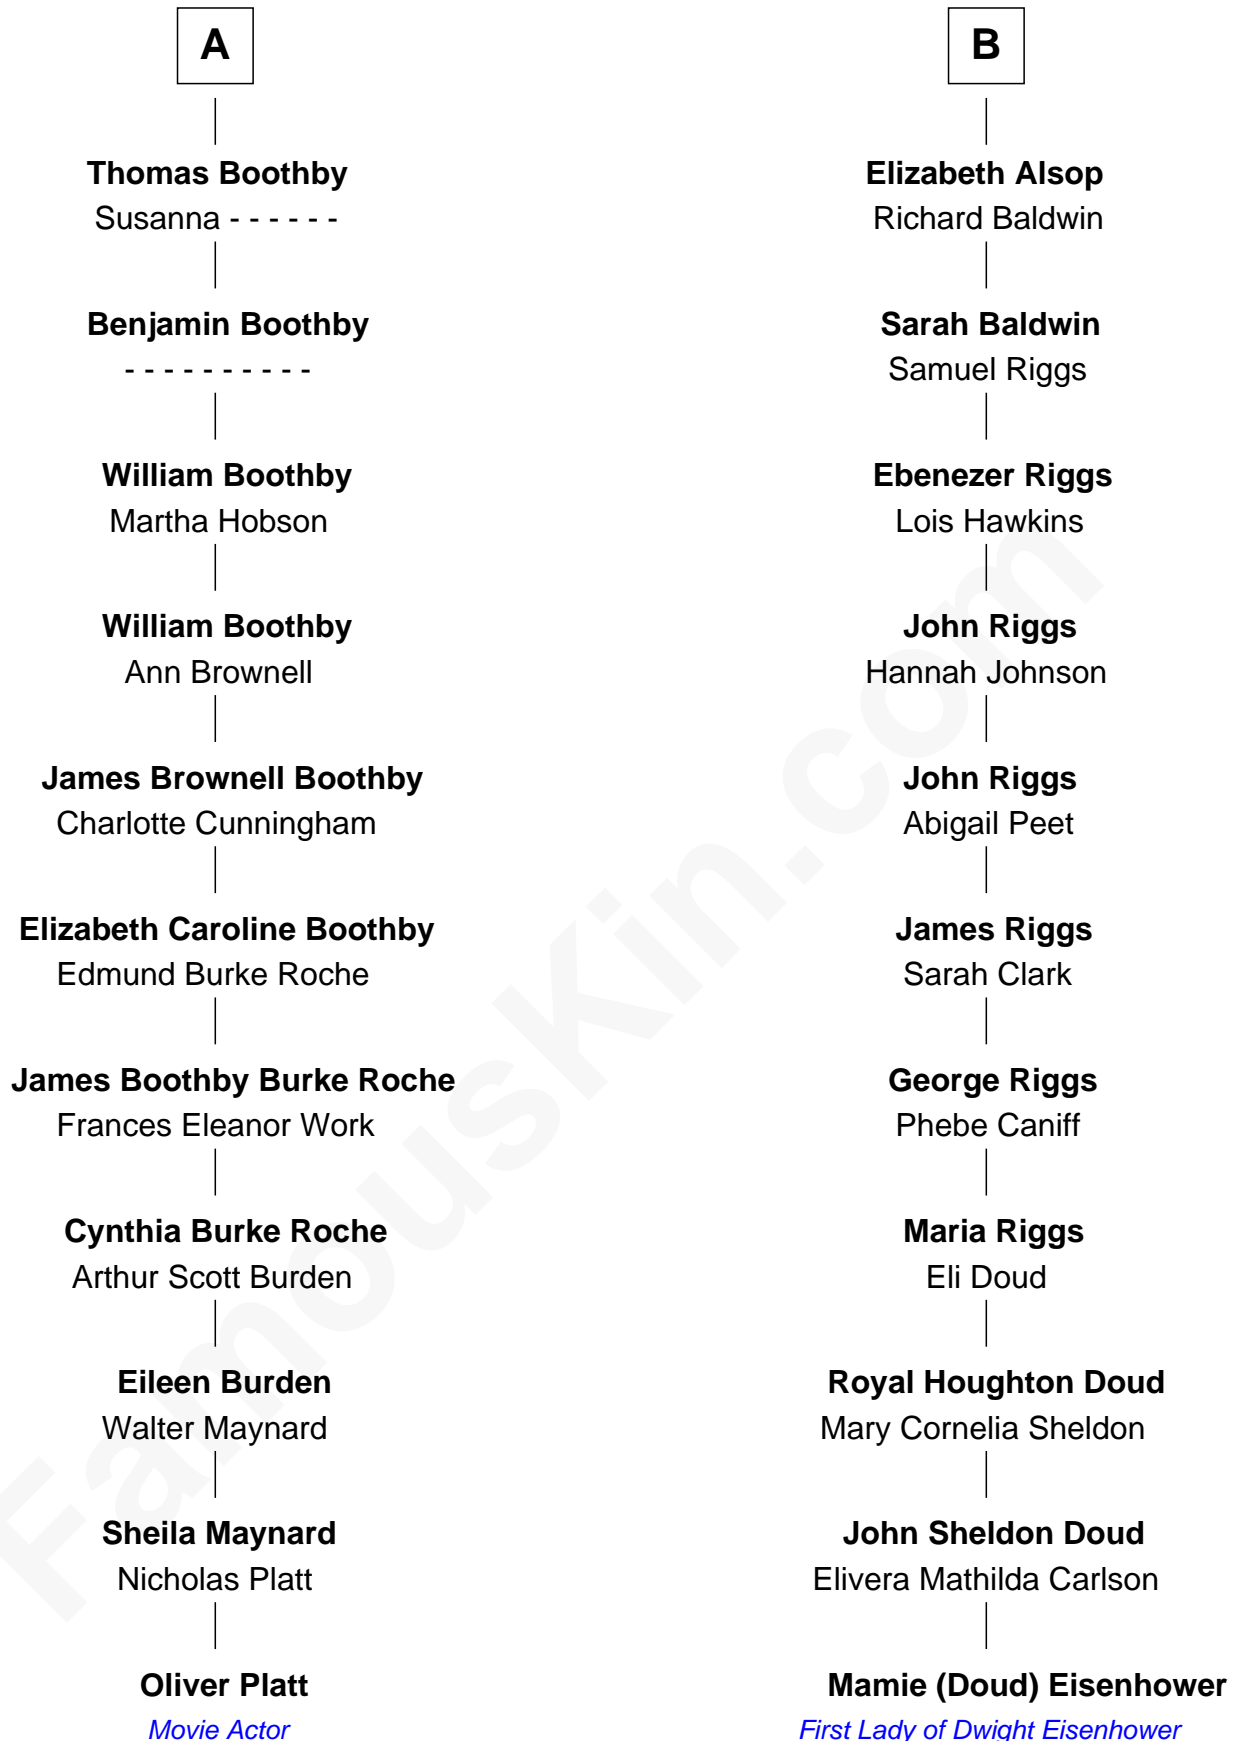 A
Thomas Boothby
Susanna - - - - - -
Benjamin Boothby
- - - - - - - - - -
William Boothby
Martha Hobson
William Boothby
Ann Brownell
James Brownell Boothby
Charlotte Cunningham
Elizabeth Caroline Boothby
Edmund Burke Roche
James Boothby Burke Roche
Frances Eleanor Work
Cynthia Burke Roche
Arthur Scott Burden
Eileen Burden
Walter Maynard
Sheila Maynard
Nicholas Platt
Oliver Platt
Movie Actor
B
Elizabeth Alsop
Richard Baldwin
Sarah Baldwin
Samuel Riggs
Ebenezer Riggs
Lois Hawkins
John Riggs
Hannah Johnson
John Riggs
Abigail Peet
James Riggs
Sarah Clark
George Riggs
Phebe Caniff
Maria Riggs
Eli Doud
Royal Houghton Doud
Mary Cornelia Sheldon
John Sheldon Doud
Elivera Mathilda Carlson
Mamie (Doud) Eisenhower
First Lady of Dwight Eisenhower
FamousKin.com